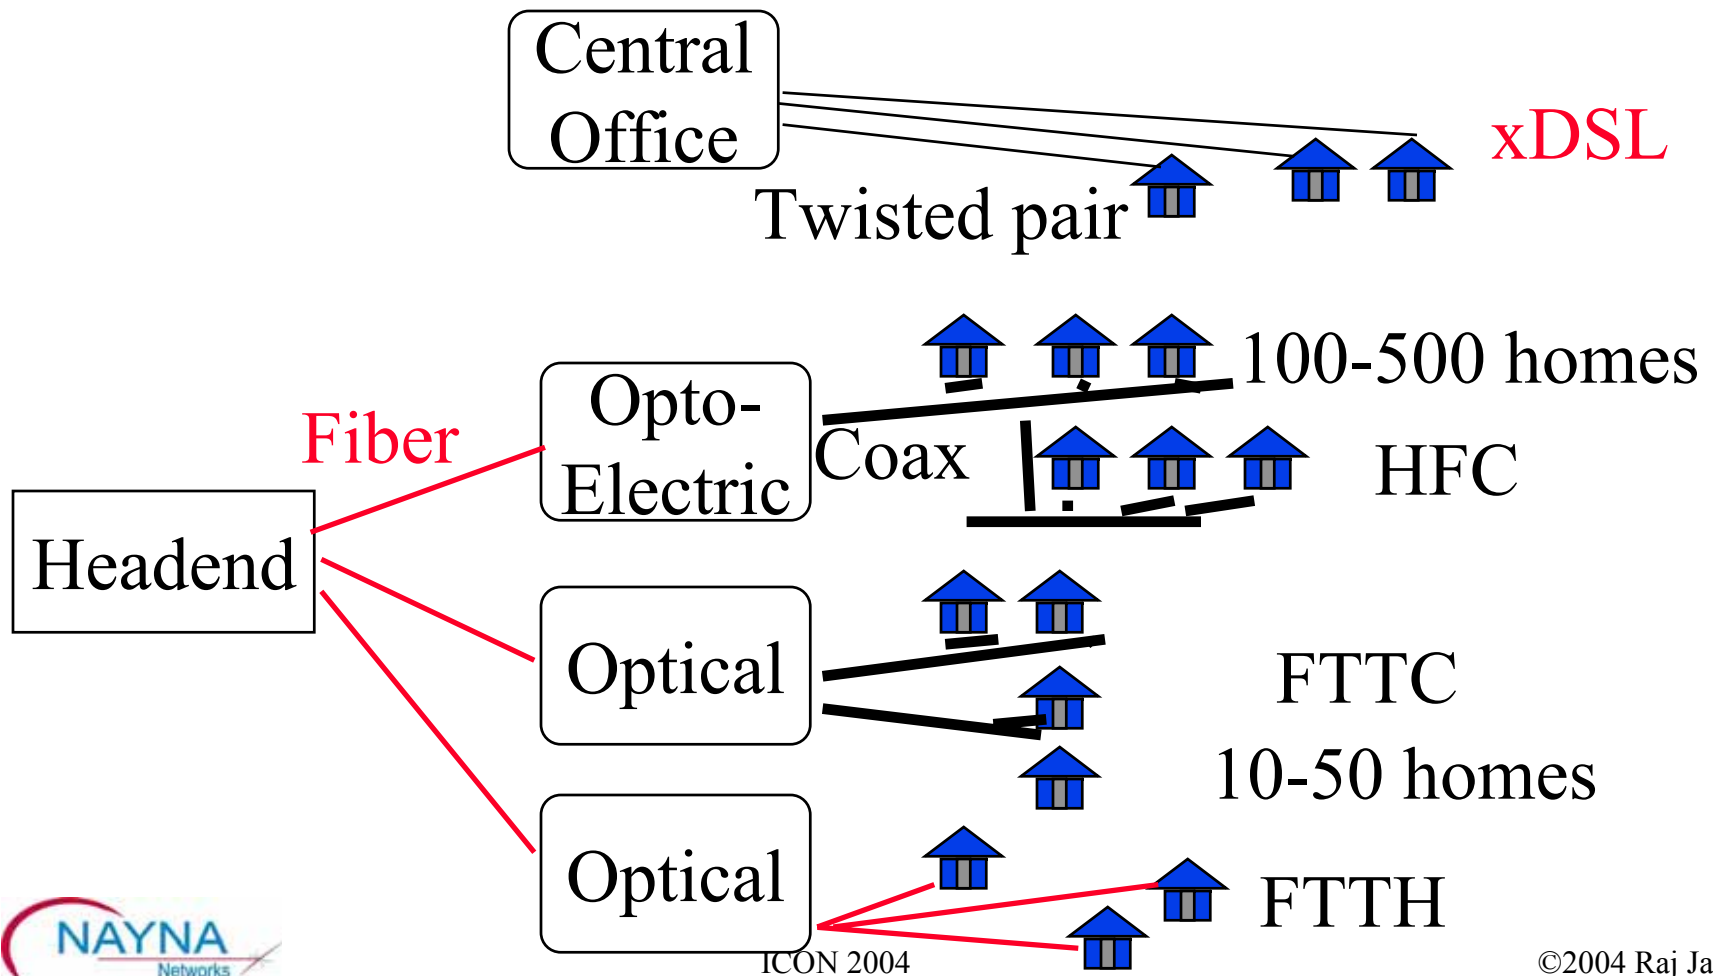 Central
Office
xDSL
Twisted pair
100-500 homes
Opto-
Electric
Fiber
Coax
HFC
Headend
Optical
FTTC
10-50 homes
Optical
FTTH
NAYNA
Networks
ICON 2004
©2004 Raj Ja